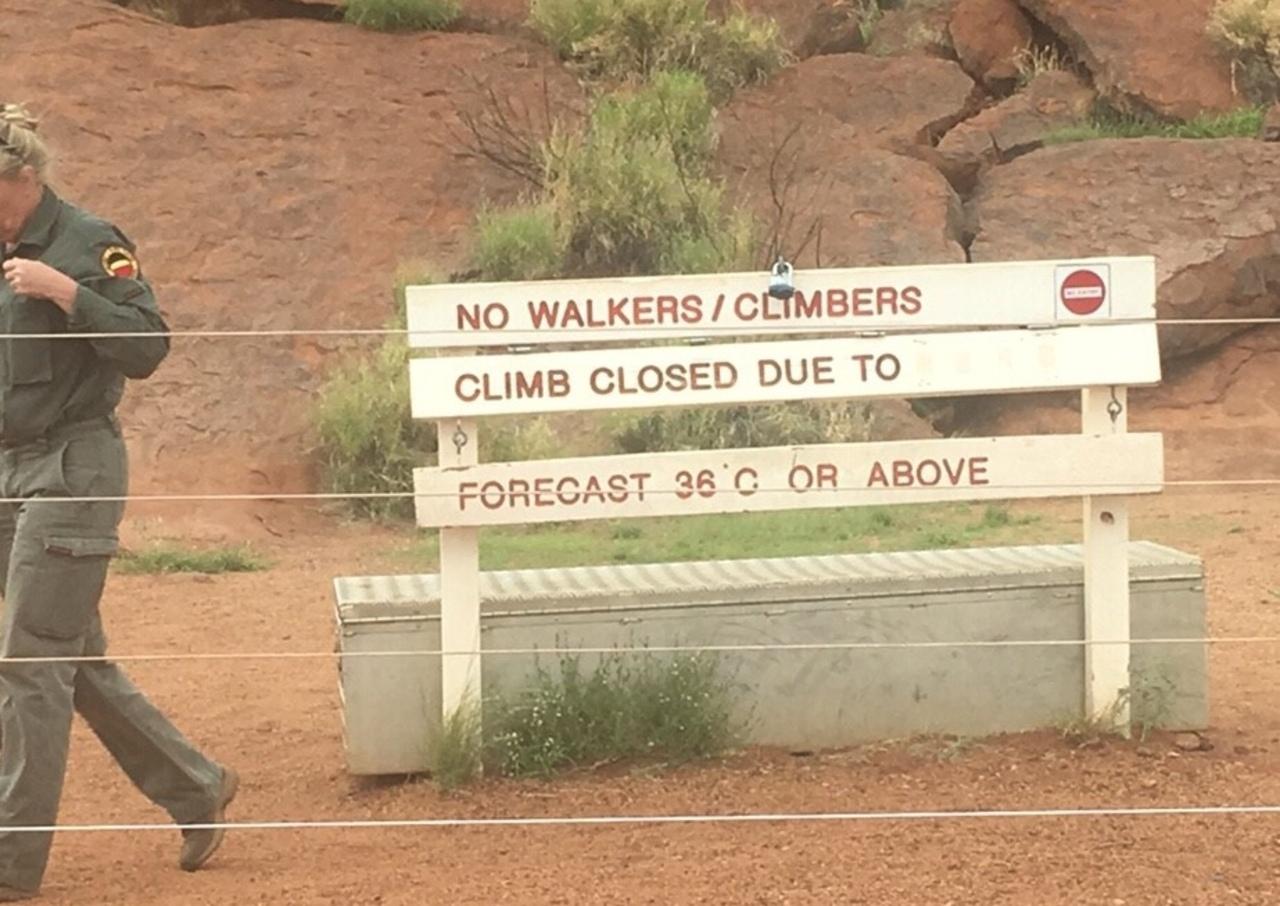 NO WALKERS / CLIMBERS
CLIMB CLOSED DUE TO
FORECAST 36°C OR ABOVE